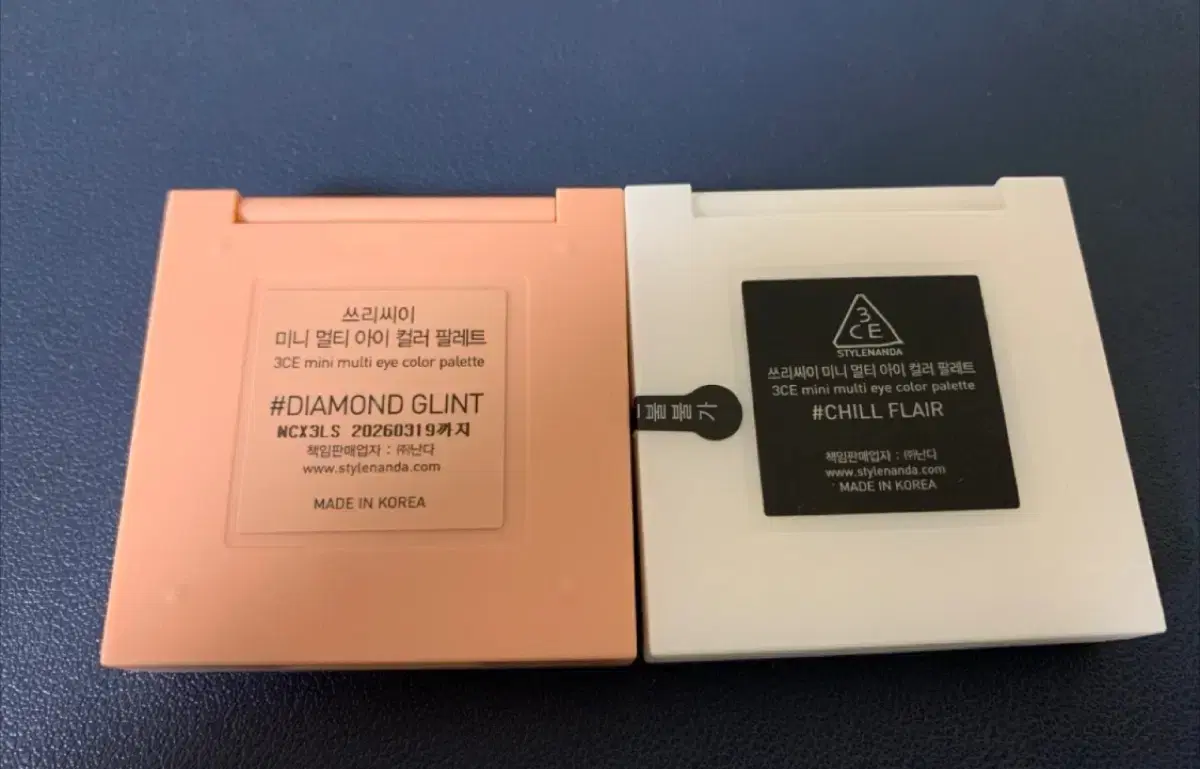 쓰리씨이
미니 멀티 아이 컬러 팔레트
3CE mini multi eye color palette
#DIAMOND GLINT
NCX3LS 20260319까지
책임판매업자 : ㈜난다
www.stylenanda.com
MADE IN KOREA
불불가
3CE
STYLENANDA
쓰리씨이 미니 멀티 아이 컬러 팔레트
3CE mini multi eye color palette
#CHILL FLAIR
책임판매업자 : ㈜난다
www.stylenanda.com
MADE IN KOREA